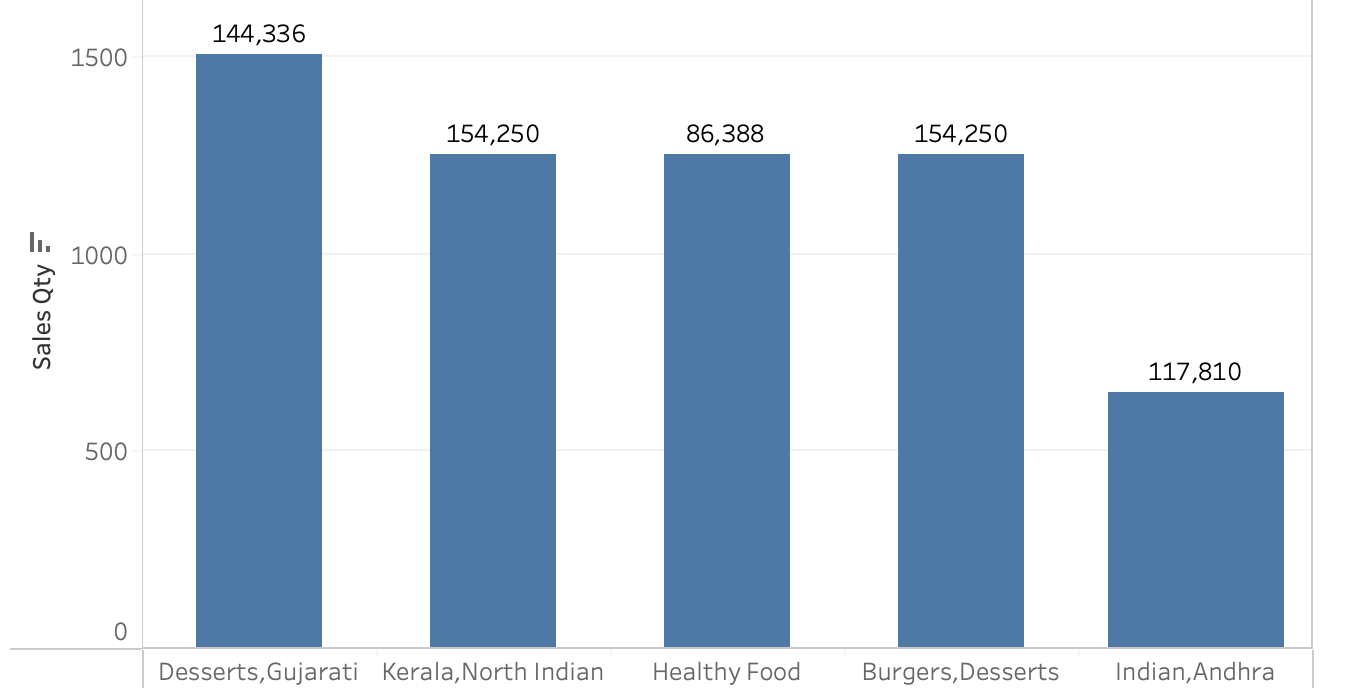 144,336
1500
154,250
86,388
154,250
1000
Sales Qty
117,810
500
0
Desserts,Gujarati
Kerala,North Indian
Healthy Food
Burgers,Desserts
Indian,Andhra